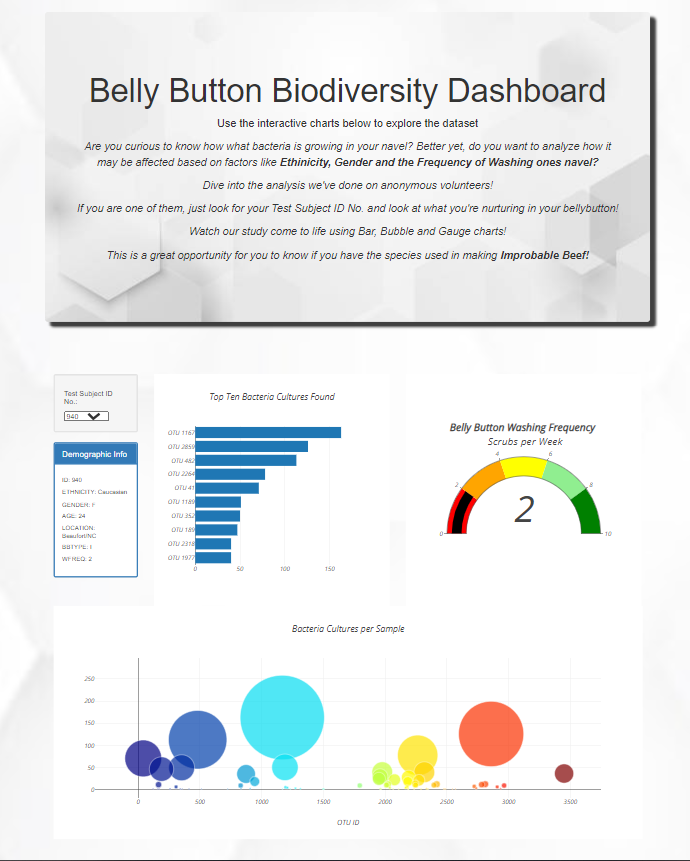 Belly Button Biodiversity Dashboard
Use the interactive charts below to explore the dataset
Are you curious to know how what bacteria is growing in your navel? Better yet, do you want to analyze how it
may be affected based on factors like Ethinicity, Gender and the Frequency of Washing ones navel?
Dive into the analysis we've done on anonymous volunteers!
If you are one of them, just look for your Test Subject ID No. and look at what you're nurturing in your bellybutton!
Watch our study come to life using Bar, Bubble and Gauge charts!
This is a great opportunity for you to know if you have the species used in making Improbable Beef!
Test Subject ID
No.:
940
Demographic Info
ID: 940
ETHNICITY: Caucasian
GENDER: F
AGE: 24
LOCATION:
Beaufort/NC
BBTYPE: I
WFREQ: 2
Top Ten Bacteria Cultures Found
OTU 1167
OTU 2859
OTU 482
OTU 2264
OTU 41
OTU 1189
OTU 352
OTU 189
OTU 2318
OTU 1977
0 50 100 150
Belly Button Washing Frequency
Scrubs per Week
0 2 4 6 8 10
2
Bacteria Cultures per Sample
250
200
150
100
50
0
0 500 1000 1500 2000 2500 3000 3500
OTU ID